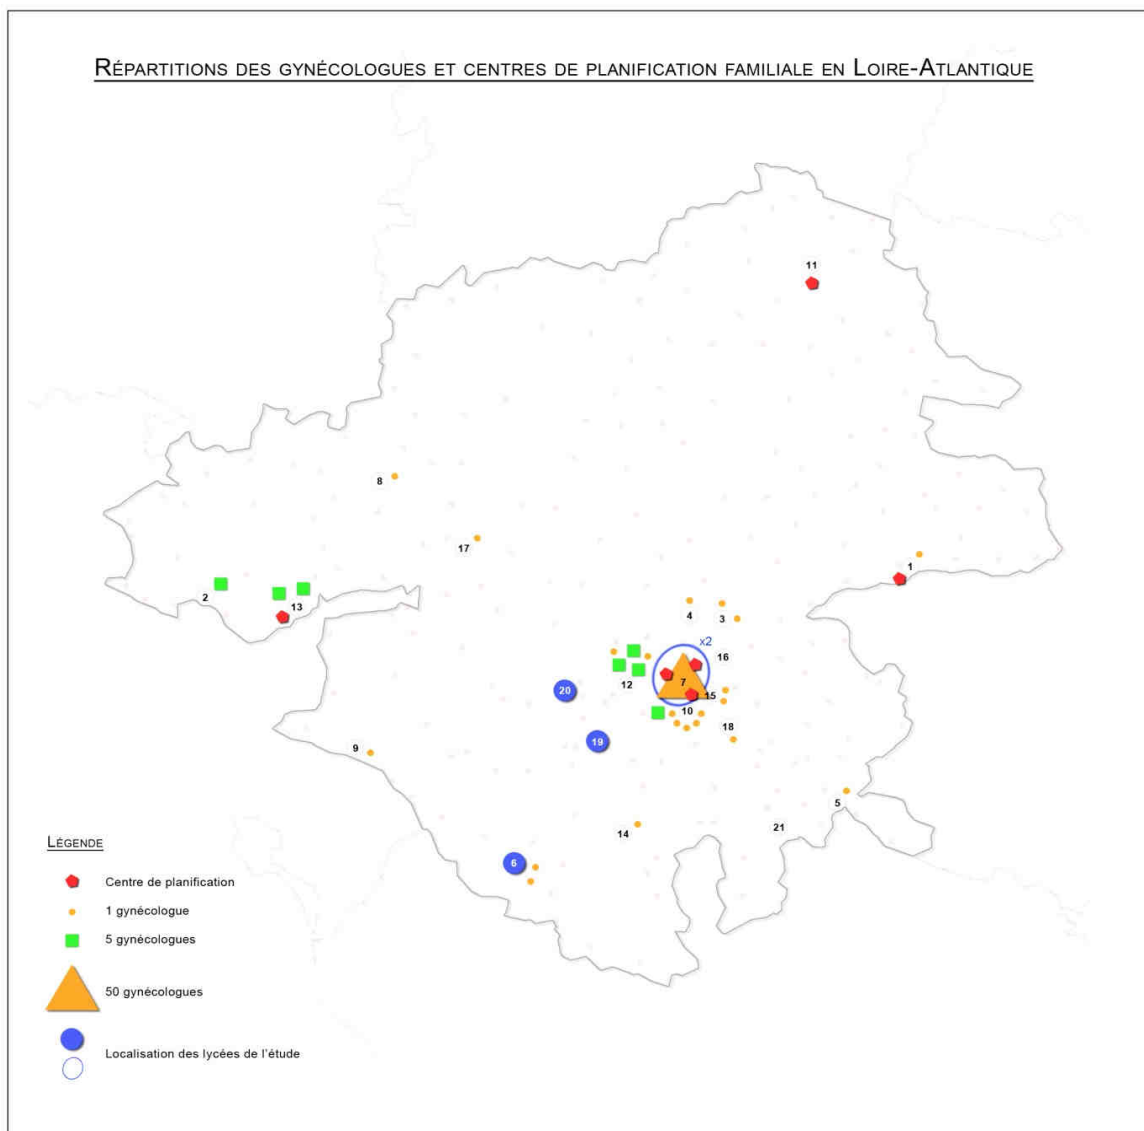 RÉPARTITIONS DES GYNÉCOLOGUES ET CENTRES DE PLANIFICATION FAMILIALE EN LOIRE-ATLANTIQUE
11
8
17
1
2
13
4
3
x2
16
7
12
20
15
10
18
19
9
5
14
21
6
LÉGENDE
Centre de planification
1 gynécologue
5 gynécologues
50 gynécologues
Localisation des lycées de l'étude